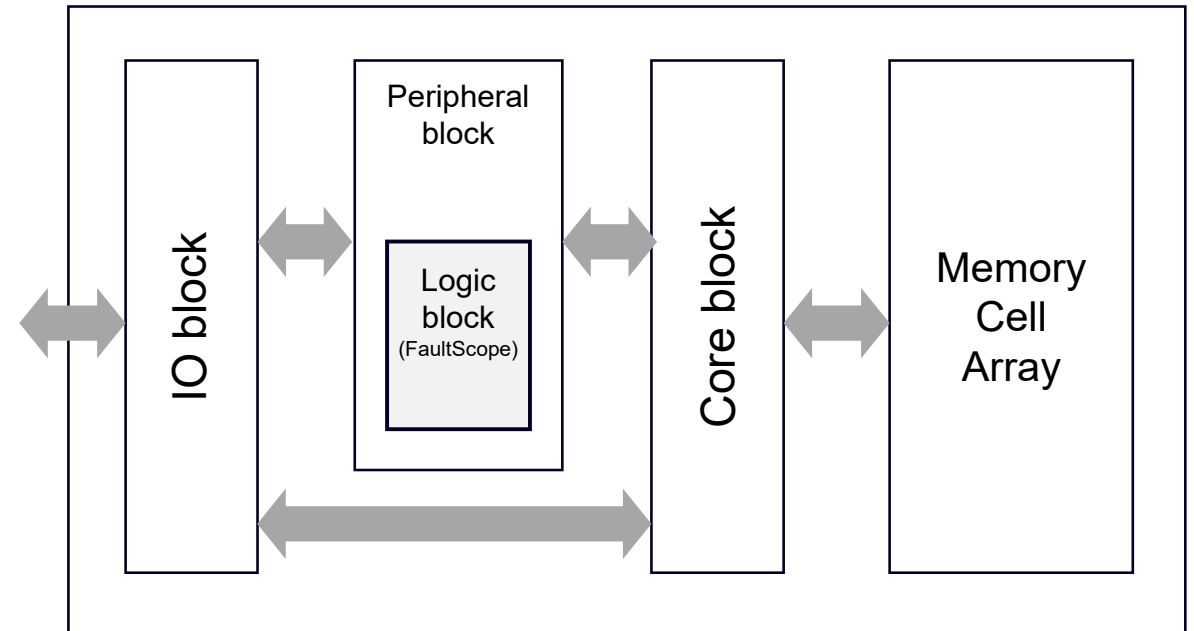 IO block
Peripheral
block
Logic
block
(FaultScope)
Core block
Memory
Cell
Array